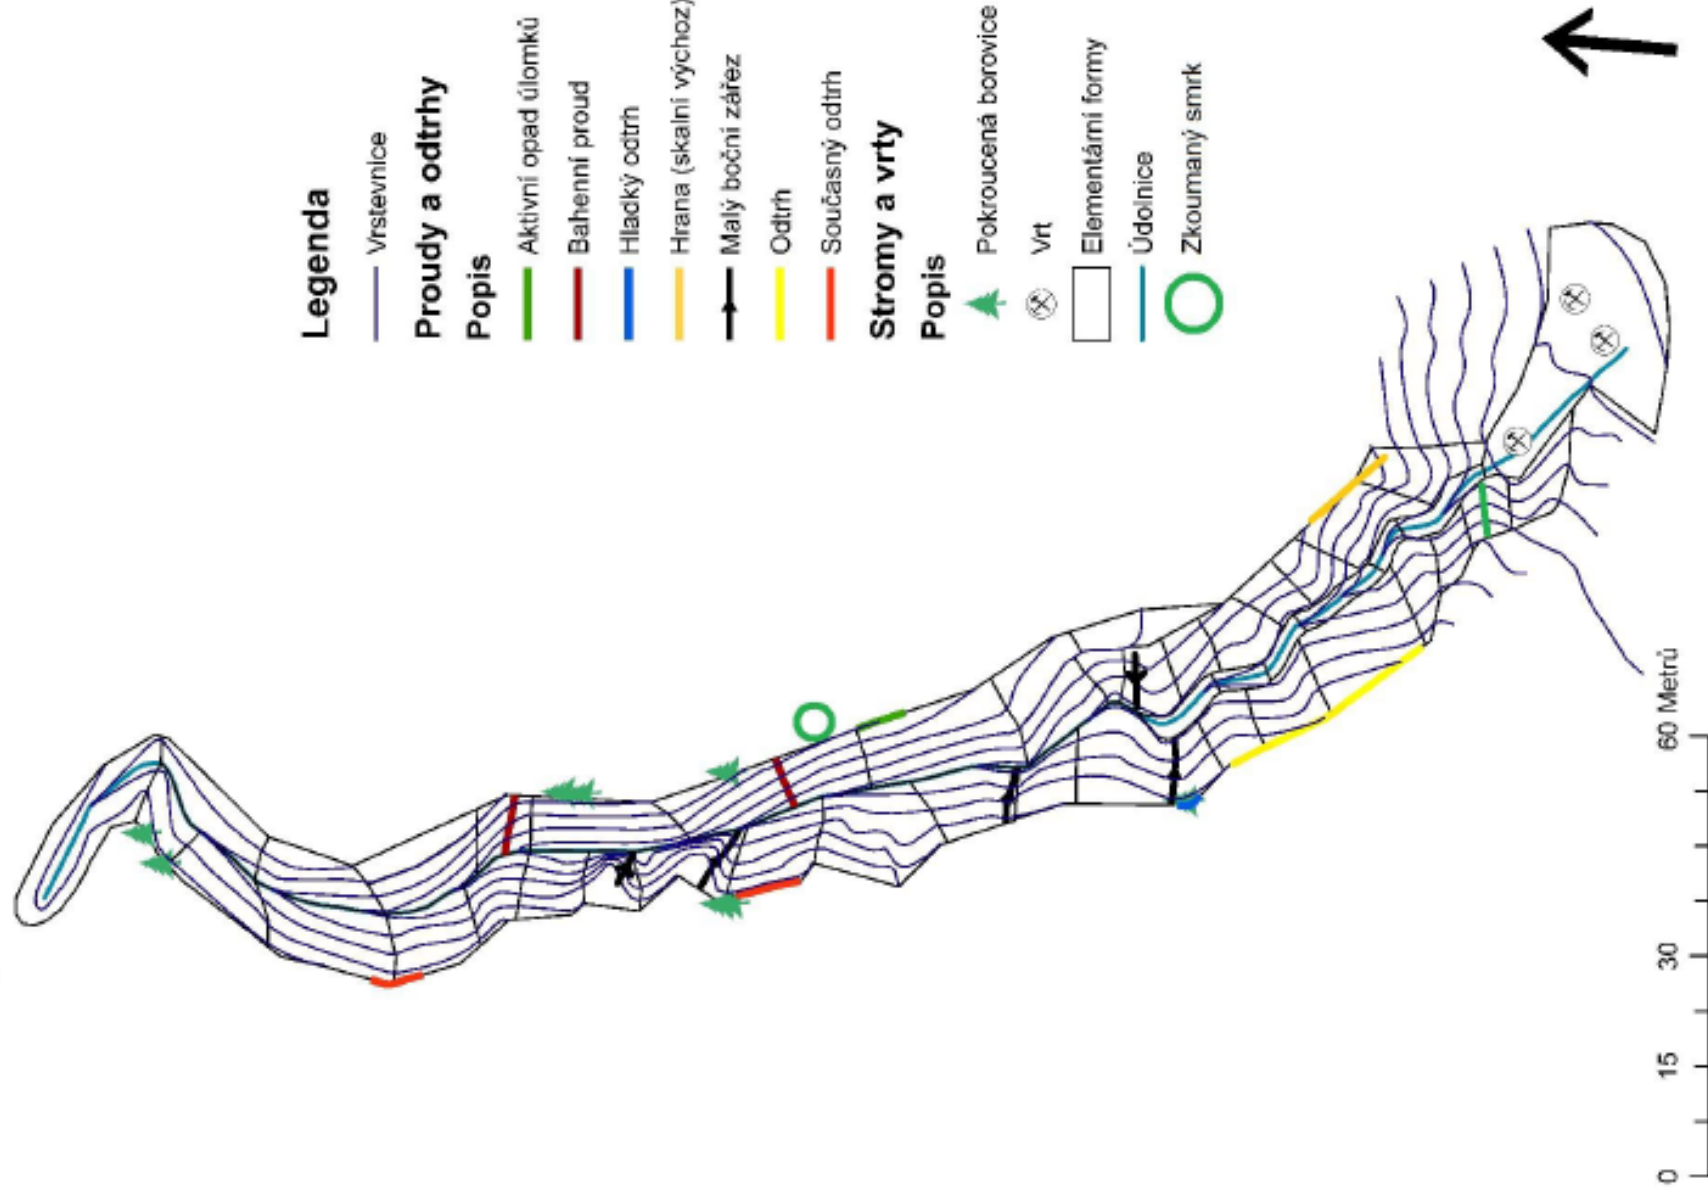 Legenda
Vrstevnice
Proudy a odtrhy
Popis
Aktivní opad úlomků
Bahenní proud
Hladký odtrh
Hrana (skalní výchoz)
Malý boční zářez
Odtrh
Současný odtrh
Stromy a vrty
Popis
Pokroucená borovice
Vrt
Elementární formy
Údolnice
Zkoumaný smrk
0 15 30 60 Metrů